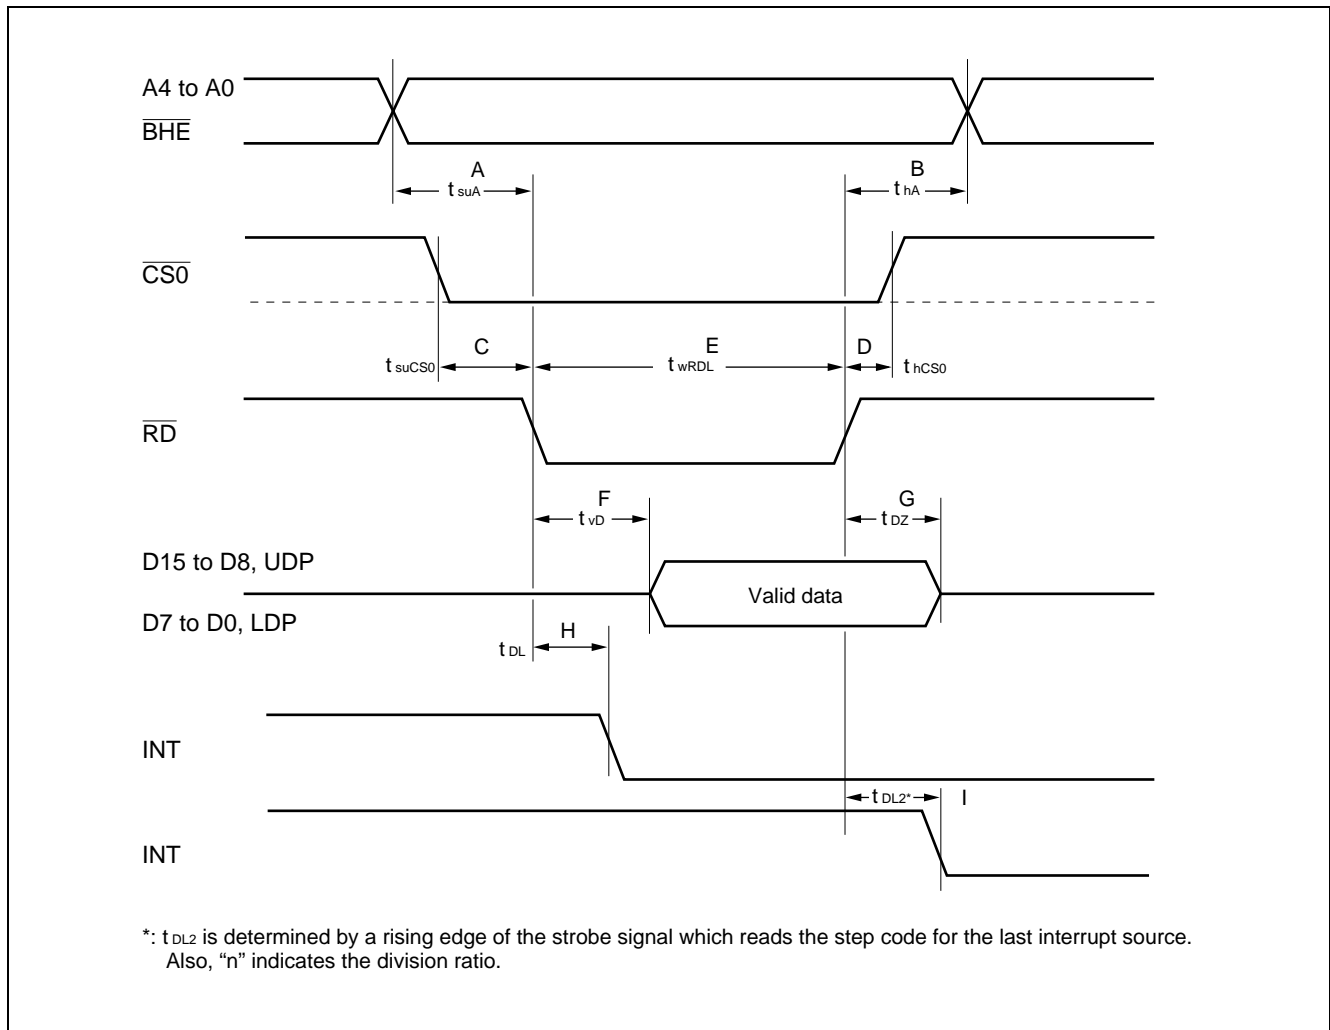 A4 to A0
BHE
A
t suA
B
t hA
CS0
C
t suCS0
E
t wRDL
D
t hCS0
RD
F
t vD
G
t DZ
D15 to D8, UDP
Valid data
D7 to D0, LDP
H
t DL
INT
t DL2*
I
INT
*: t DL2 is determined by a rising edge of the strobe signal which reads the step code for the last interrupt source.
Also, “n” indicates the division ratio.